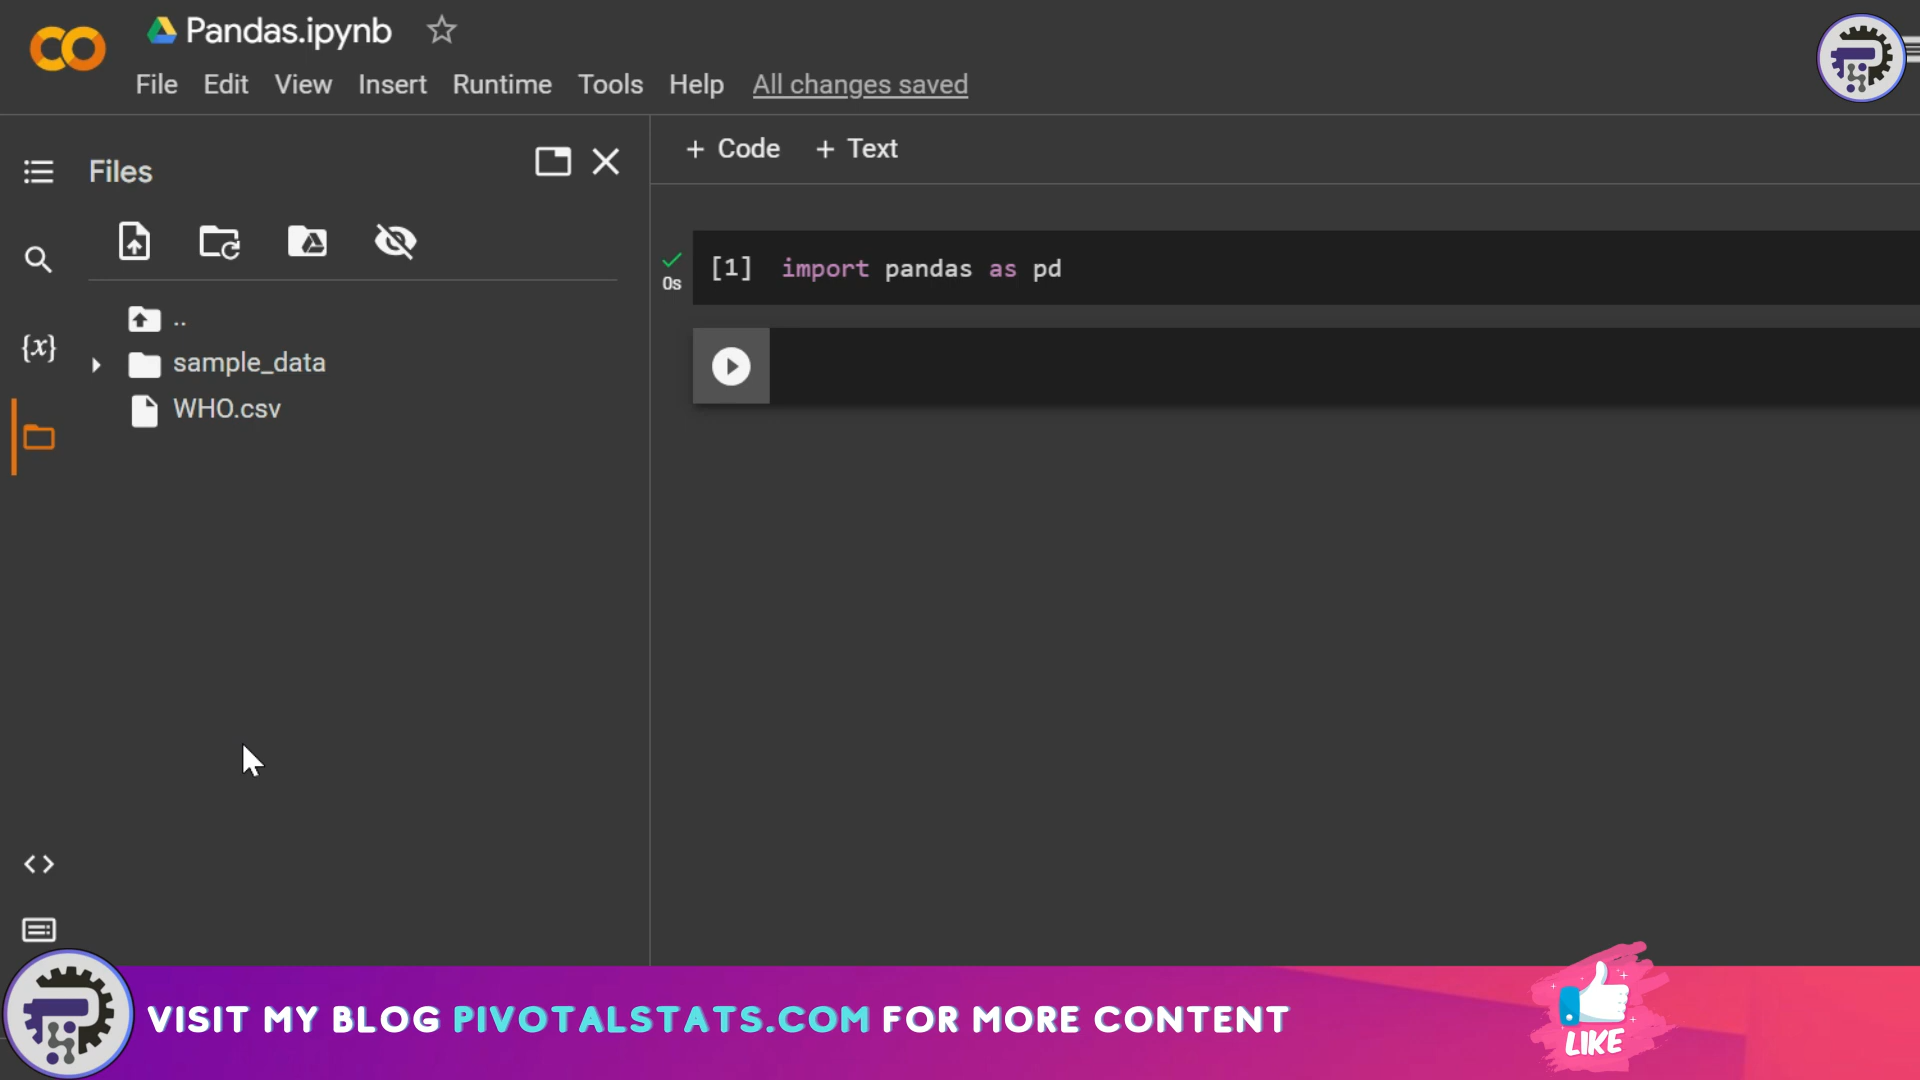 Pandas.ipynb
File Edit View Insert Runtime Tools Help All changes saved
Files
+ Code + Text
{x}
0s
[1] import pandas as pd
..
sample_data
WHO.csv
<>
VISIT MY BLOG PIVOTALSTATS.COM FOR MORE CONTENT
LIKE